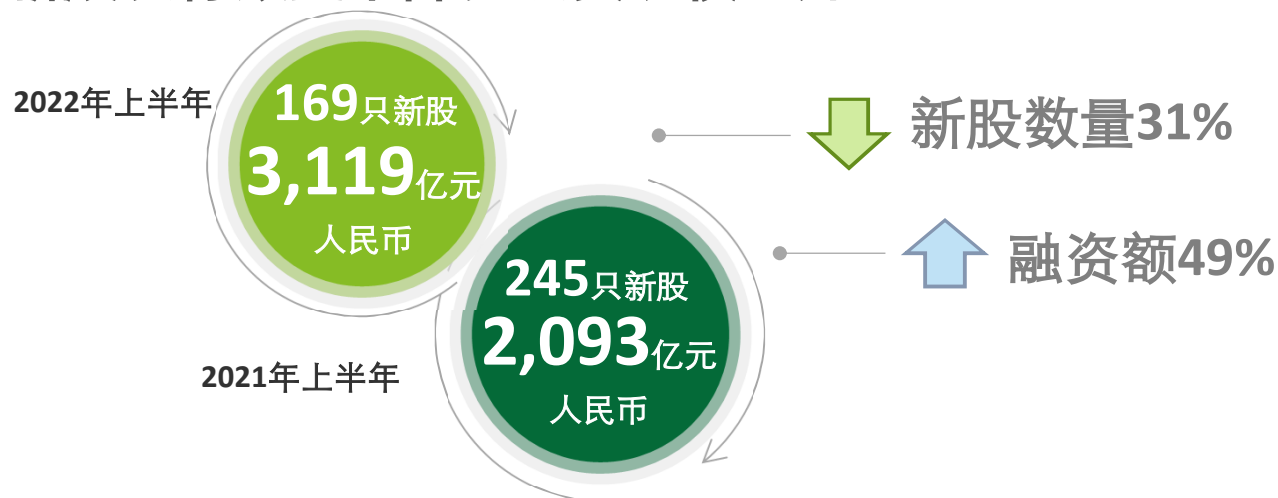 2022年上半年
169只新股
3,119亿元
人民币
新股数量31%
融资额49%
245只新股
2,093亿元
人民币
2021年上半年